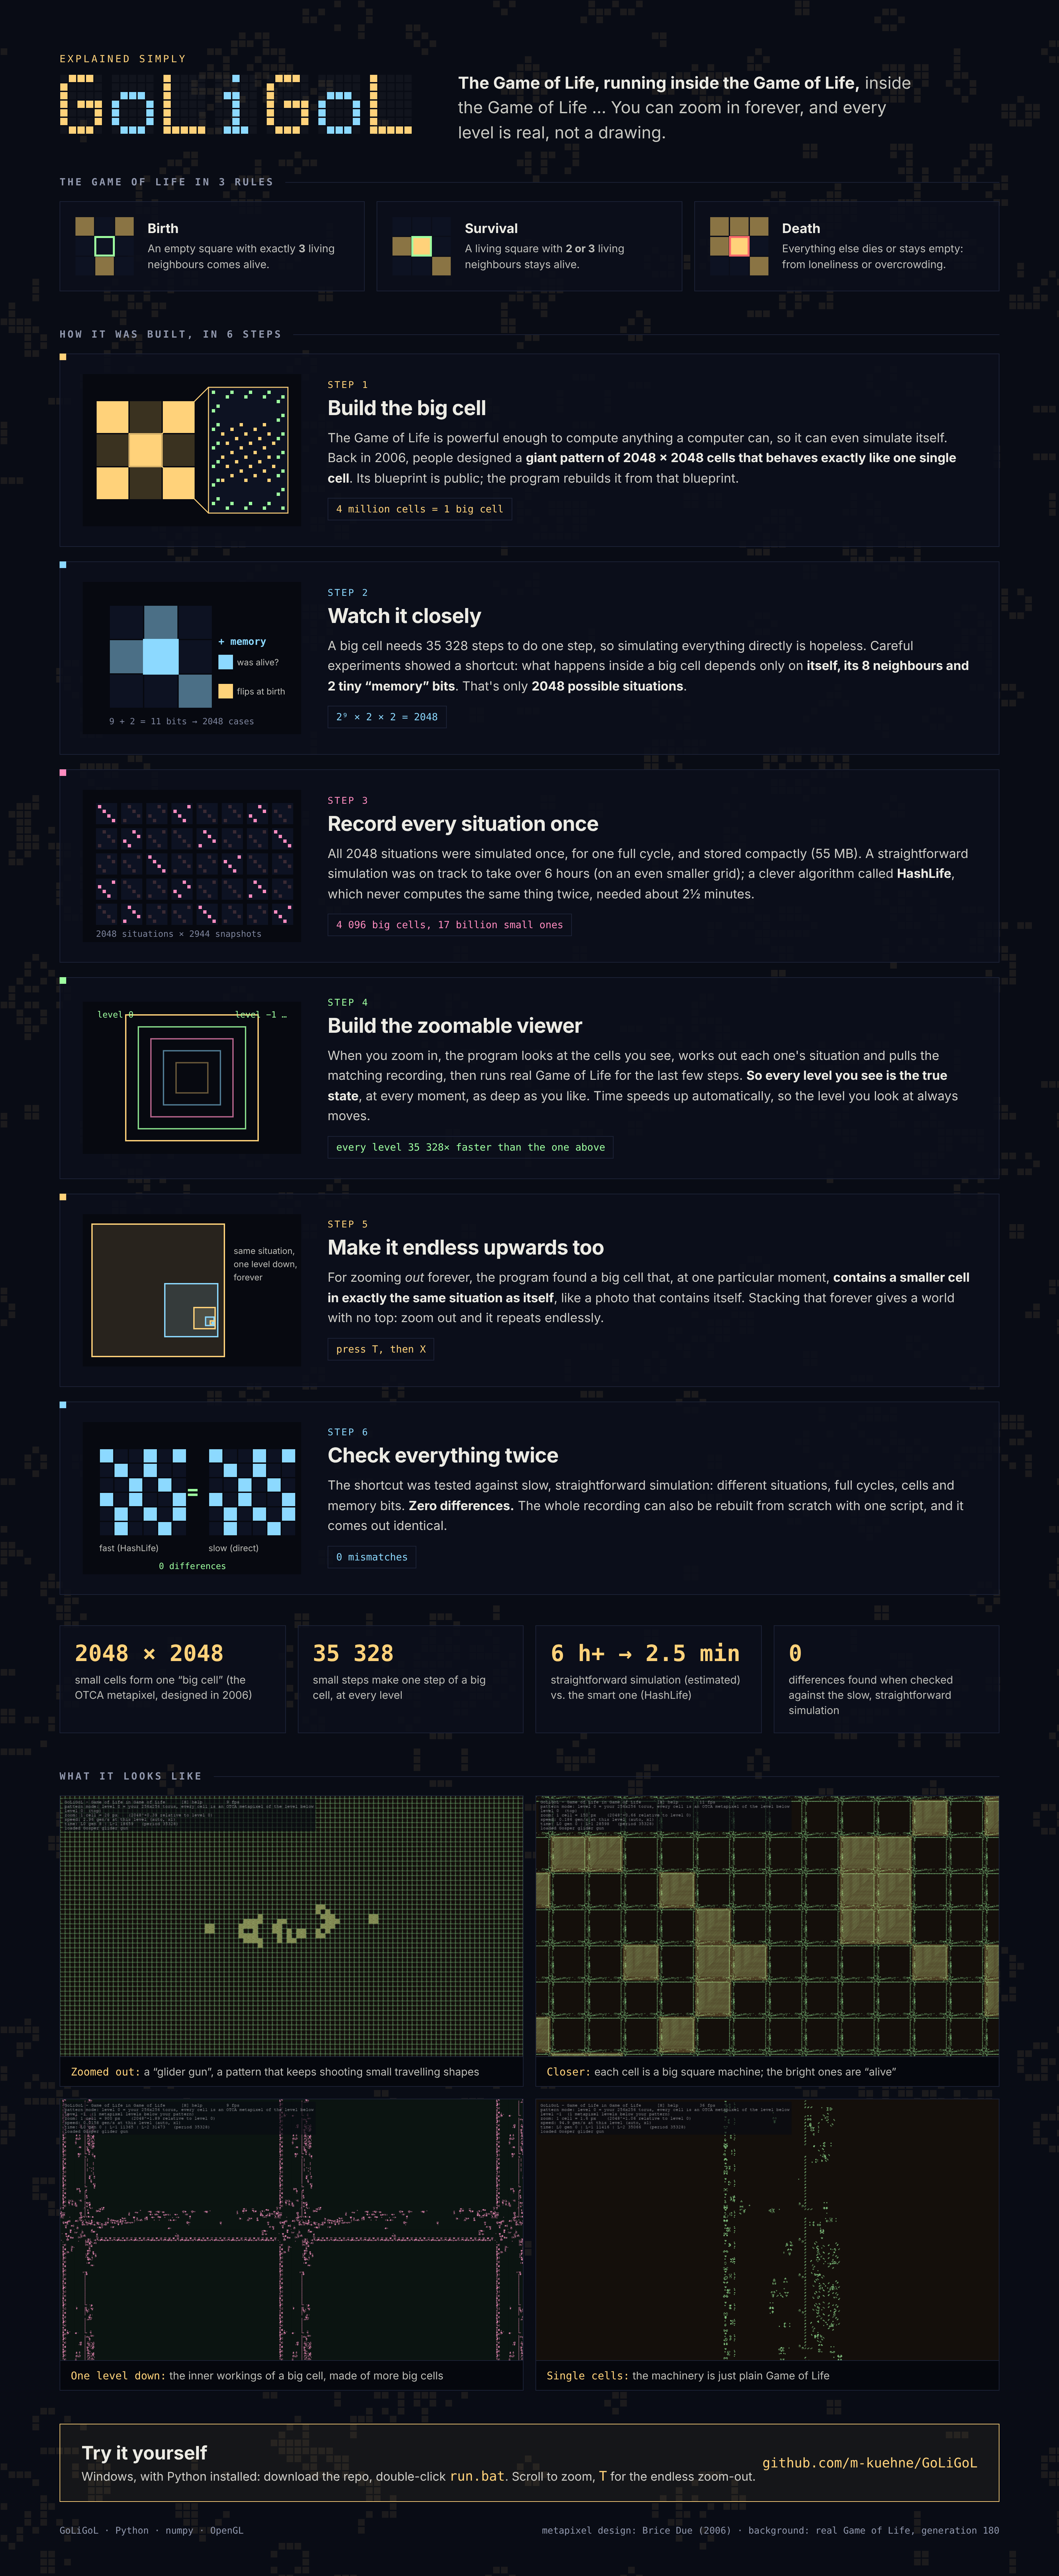 EXPLAINED SIMPLY
GoLiGoL
The Game of Life, running inside the Game of Life, inside
the Game of Life ... You can zoom in forever, and every
level is real, not a drawing.
THE GAME OF LIFE IN 3 RULES
Birth
An empty square with exactly 3 living
neighbours comes alive.
Survival
A living square with 2 or 3 living
neighbours stays alive.
Death
Everything else dies or stays empty:
from loneliness or overcrowding.
HOW IT WAS BUILT, IN 6 STEPS
STEP 1
Build the big cell
The Game of Life is powerful enough to compute anything a computer can, so it can even simulate itself.
Back in 2006, people designed a giant pattern of 2048 × 2048 cells that behaves exactly like one single
cell. Its blueprint is public; the program rebuilds it from that blueprint.
4 million cells = 1 big cell
+ memory
was alive?
flips at birth
9 + 2 = 11 bits → 2048 cases
STEP 2
Watch it closely
A big cell needs 35 328 steps to do one step, so simulating everything directly is hopeless. Careful
experiments showed a shortcut: what happens inside a big cell depends only on itself, its 8 neighbours and
2 tiny “memory” bits. That's only 2048 possible situations.
2⁹ × 2 × 2 = 2048
2048 situations × 2944 snapshots
STEP 3
Record every situation once
All 2048 situations were simulated once, for one full cycle, and stored compactly (55 MB). A straightforward
simulation was on track to take over 6 hours (on an even smaller grid); a clever algorithm called HashLife,
which never computes the same thing twice, needed about 2½ minutes.
4 096 big cells, 17 billion small ones
level 0
level −1 …
STEP 4
Build the zoomable viewer
When you zoom in, the program looks at the cells you see, works out each one's situation and pulls the
matching recording, then runs real Game of Life for the last few steps. So every level you see is the true
state, at every moment, as deep as you like. Time speeds up automatically, so the level you look at always
moves.
every level 35 328× faster than the one above
same situation,
one level down,
forever
STEP 5
Make it endless upwards too
For zooming out forever, the program found a big cell that, at one particular moment, contains a smaller cell
in exactly the same situation as itself, like a photo that contains itself. Stacking that forever gives a world
with no top: zoom out and it repeats endlessly.
press T, then X
=
fast (HashLife)
slow (direct)
0 differences
STEP 6
Check everything twice
The shortcut was tested against slow, straightforward simulation: different situations, full cycles, cells and
memory bits. Zero differences. The whole recording can also be rebuilt from scratch with one script, and it
comes out identical.
0 mismatches
2048 × 2048
small cells form one “big cell” (the
OTCA metapixel, designed in 2006)
35 328
small steps make one step of a big
cell, at every level
6 h+ → 2.5 min
straightforward simulation (estimated)
vs. the smart one (HashLife)
0
differences found when checked
against the slow, straightforward
simulation
WHAT IT LOOKS LIKE
Zoomed out: a “glider gun”, a pattern that keeps shooting small travelling shapes
Closer: each cell is a big square machine; the bright ones are “alive”
One level down: the inner workings of a big cell, made of more big cells
Single cells: the machinery is just plain Game of Life
Try it yourself
Windows, with Python installed: download the repo, double-click run.bat. Scroll to zoom, T for the endless zoom-out.
github.com/m-kuehne/GoLiGoL
GoLiGoL · Python · numpy · OpenGL
metapixel design: Brice Due (2006) · background: real Game of Life, generation 180